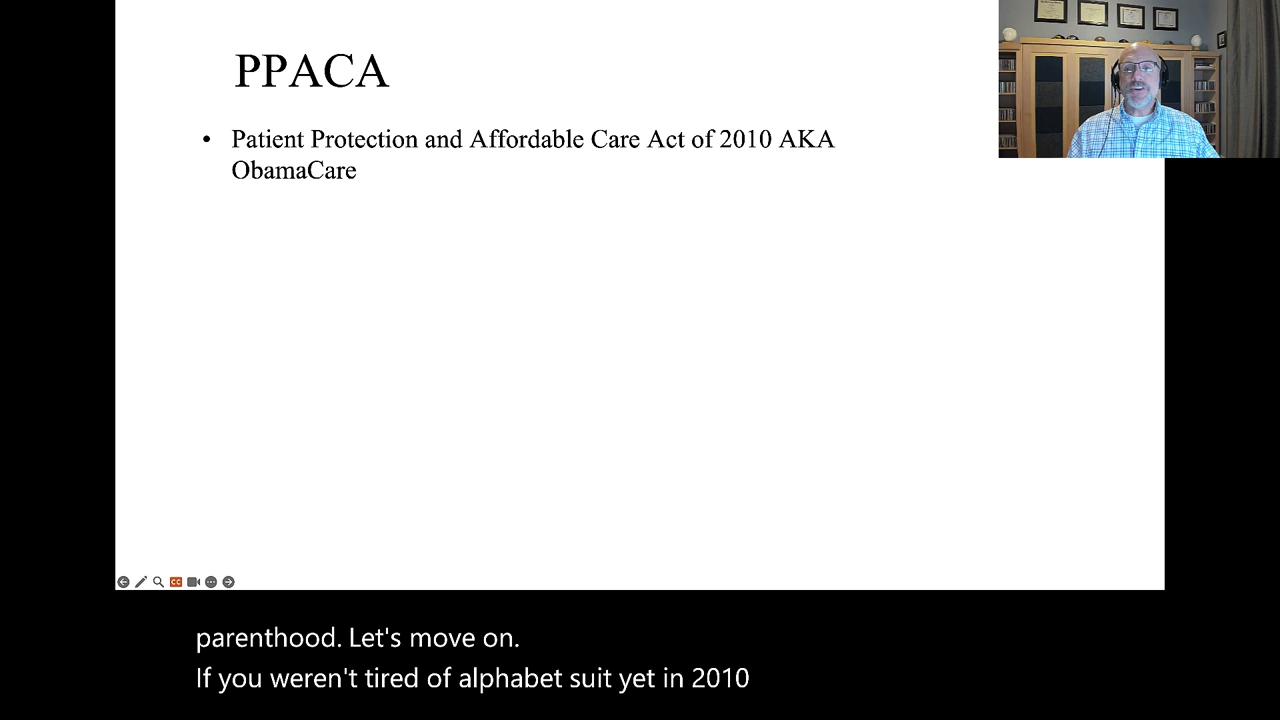 PPACA
• Patient Protection and Affordable Care Act of 2010 AKA
ObamaCare
CC
parenthood. Let's move on.
If you weren't tired of alphabet suit yet in 2010